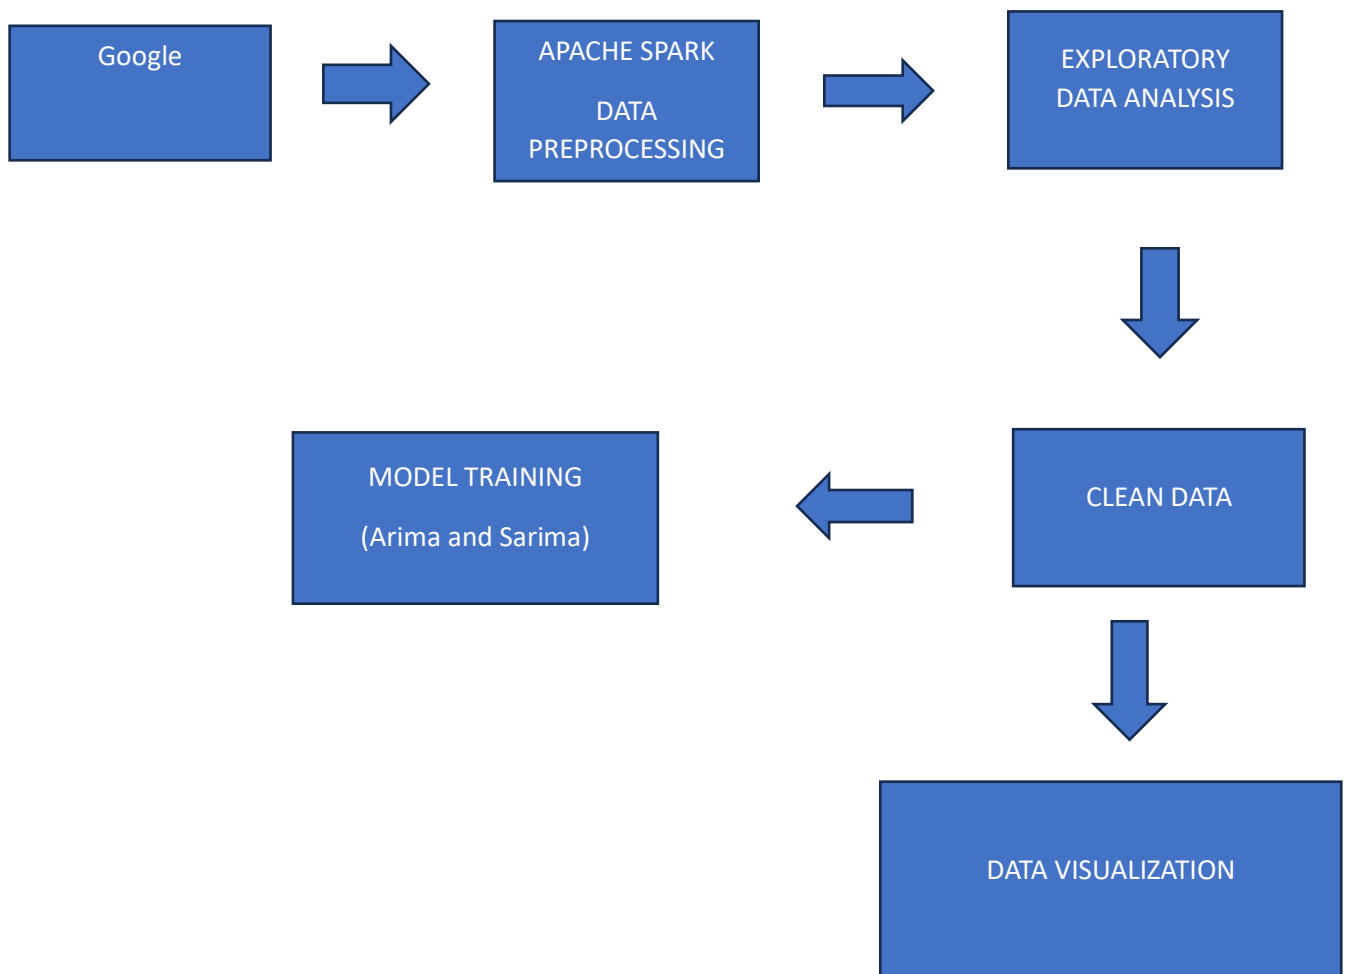 Google
APACHE SPARK
DATA
PREPROCESSING
EXPLORATORY
DATA ANALYSIS
MODEL TRAINING
(Arima and Sarima)
CLEAN DATA
DATA VISUALIZATION